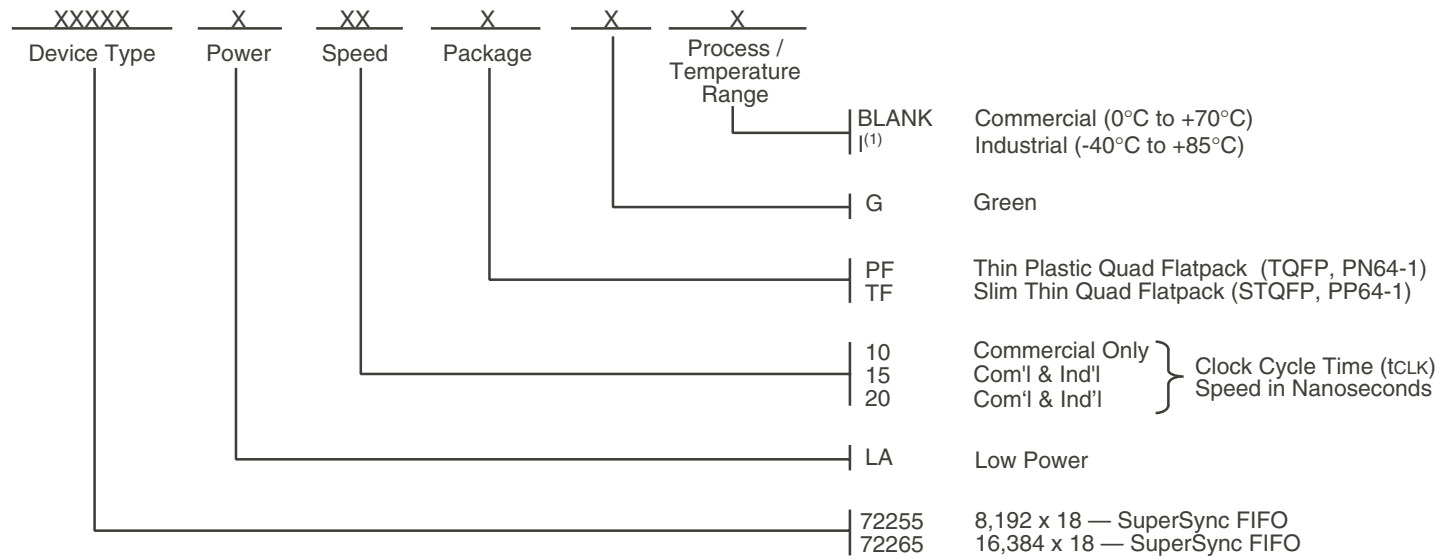 XXXXX X XX X X X
Device Type Power Speed Package Process /
Temperature
Range
BLANK Commercial (0°C to +70°C)
I(1) Industrial (-40°C to +85°C)
G Green
PF Thin Plastic Quad Flatpack (TQFP, PN64-1)
TF Slim Thin Quad Flatpack (STQFP, PP64-1)
10 Commercial Only
15 Com'l & Ind'l
20 Com‘l & Ind’l
Clock Cycle Time (tCLK)
Speed in Nanoseconds
LA Low Power
72255 8,192 x 18 — SuperSync FIFO
72265 16,384 x 18 — SuperSync FIFO